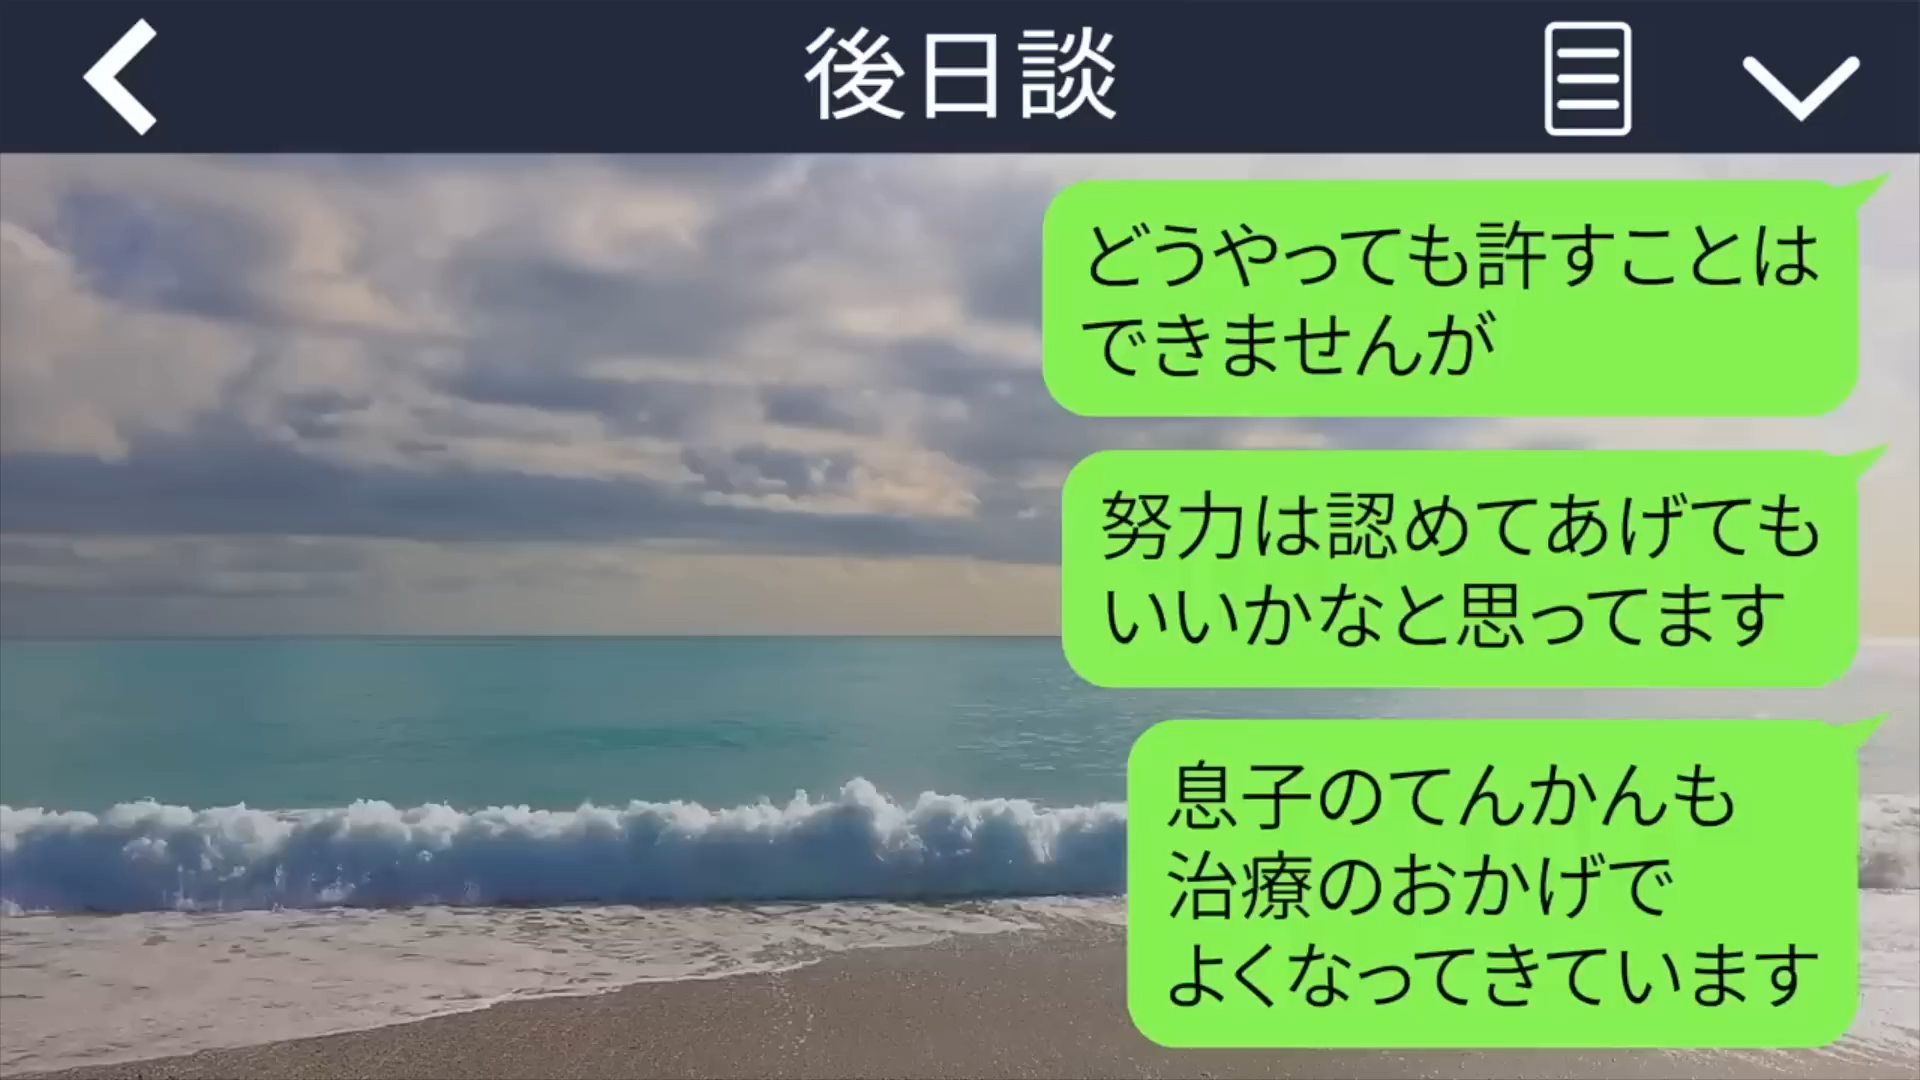 後日談
どうやっても許すことは
できませんが
努力は認めてあげても
いいかなと思ってます
息子のてんかんも
治療のおかげで
よくなってきています